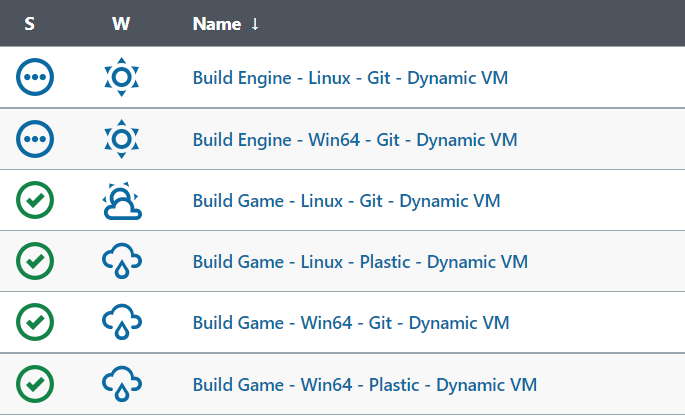 S W Name ↓
Build Engine - Linux - Git - Dynamic VM
Build Engine - Win64 - Git - Dynamic VM
Build Game - Linux - Git - Dynamic VM
Build Game - Linux - Plastic - Dynamic VM
Build Game - Win64 - Git - Dynamic VM
Build Game - Win64 - Plastic - Dynamic VM